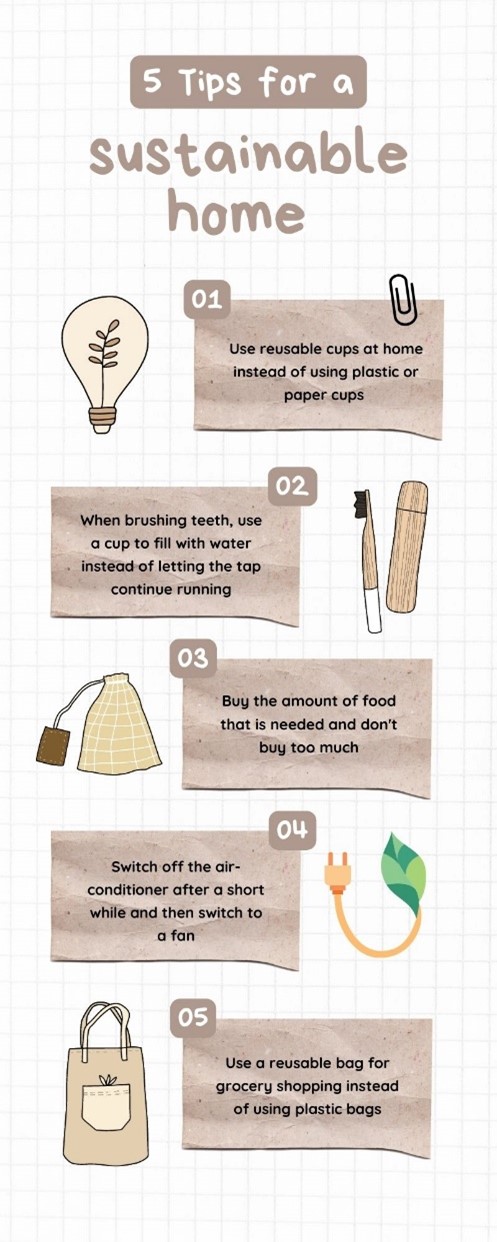 5 Tips for a
sustainable
home
01
Use reusable cups at home
instead of using plastic or
paper cups
02
When brushing teeth, use
a cup to fill with water
instead of letting the tap
continue running
03
Buy the amount of food
that is needed and don't
buy too much
04
Switch off the air-
conditioner after a short
while and then switch to
a fan
05
Use a reusable bag for
grocery shopping instead
of using plastic bags